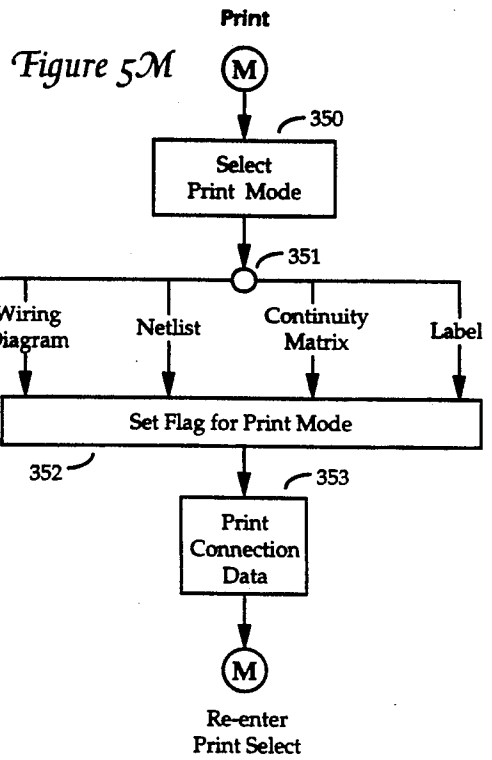 Print
Figure 5M
M
350
Select
Print Mode
351
Wiring
Diagram
Netlist
Continuity
Matrix
Label
Set Flag for Print Mode
352
353
Print
Connection
Data
M
Re-enter
Print Select